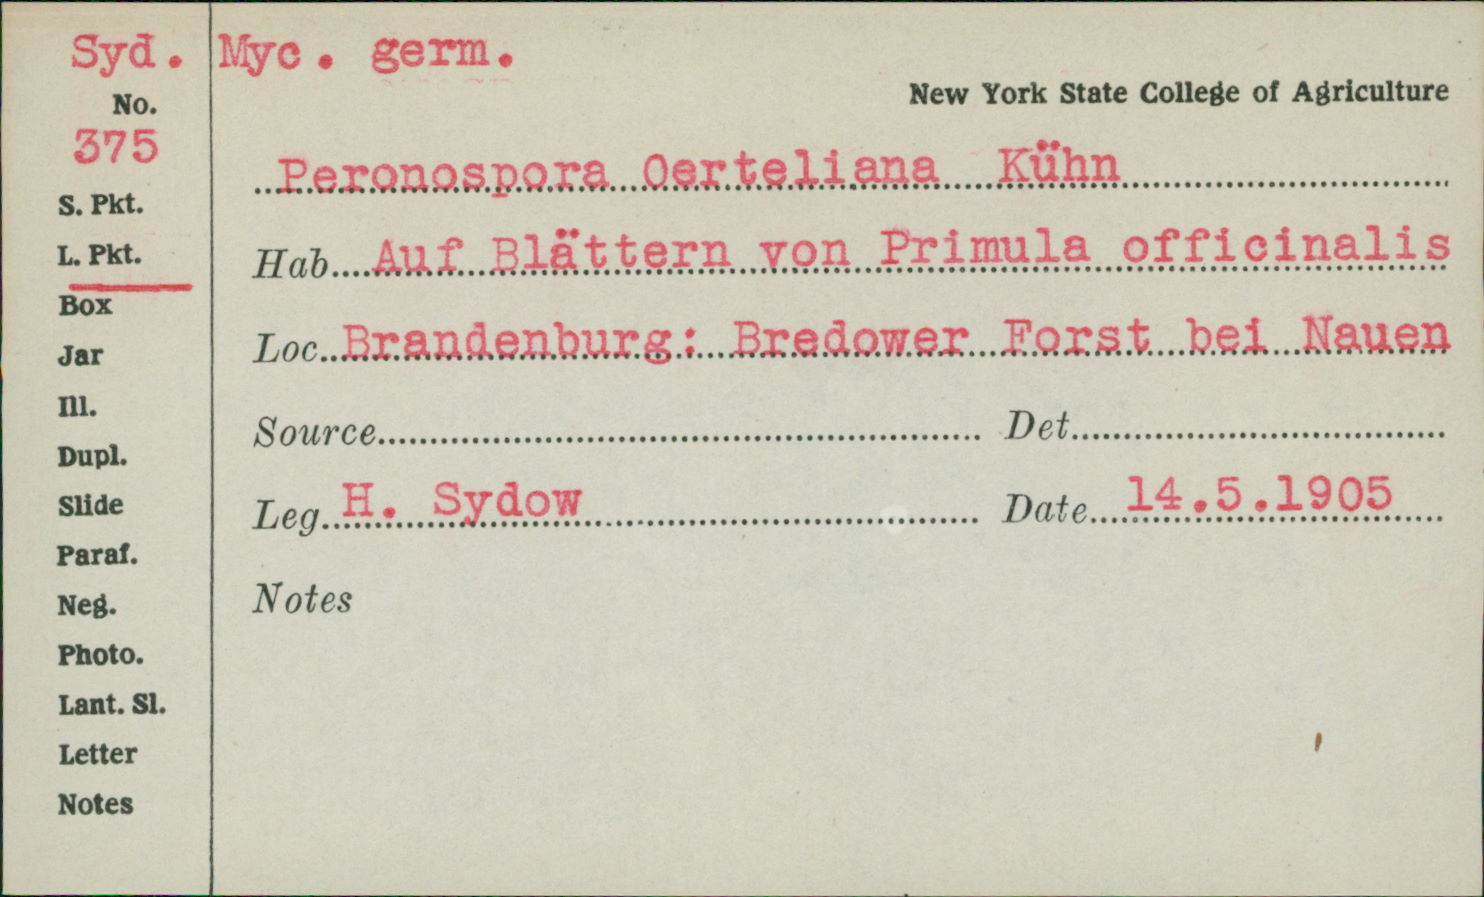 Syd. Myc. germ.
New York State College of Agriculture
No.
375
Peronospora Oerteliana Kühn
S. Pkt.
L. Pkt.
Hab. Auf Blättern von Primula officinalis
Box
Loc. Brandenburg: Bredower Forst bei Nauen
Jar
Ill.
Source Det.
Dupl.
Slide
Leg. H. Sydow Date 14.5.1905
Paraf.
Neg.
Notes
Photo.
Lant. Sl.
Letter
Notes